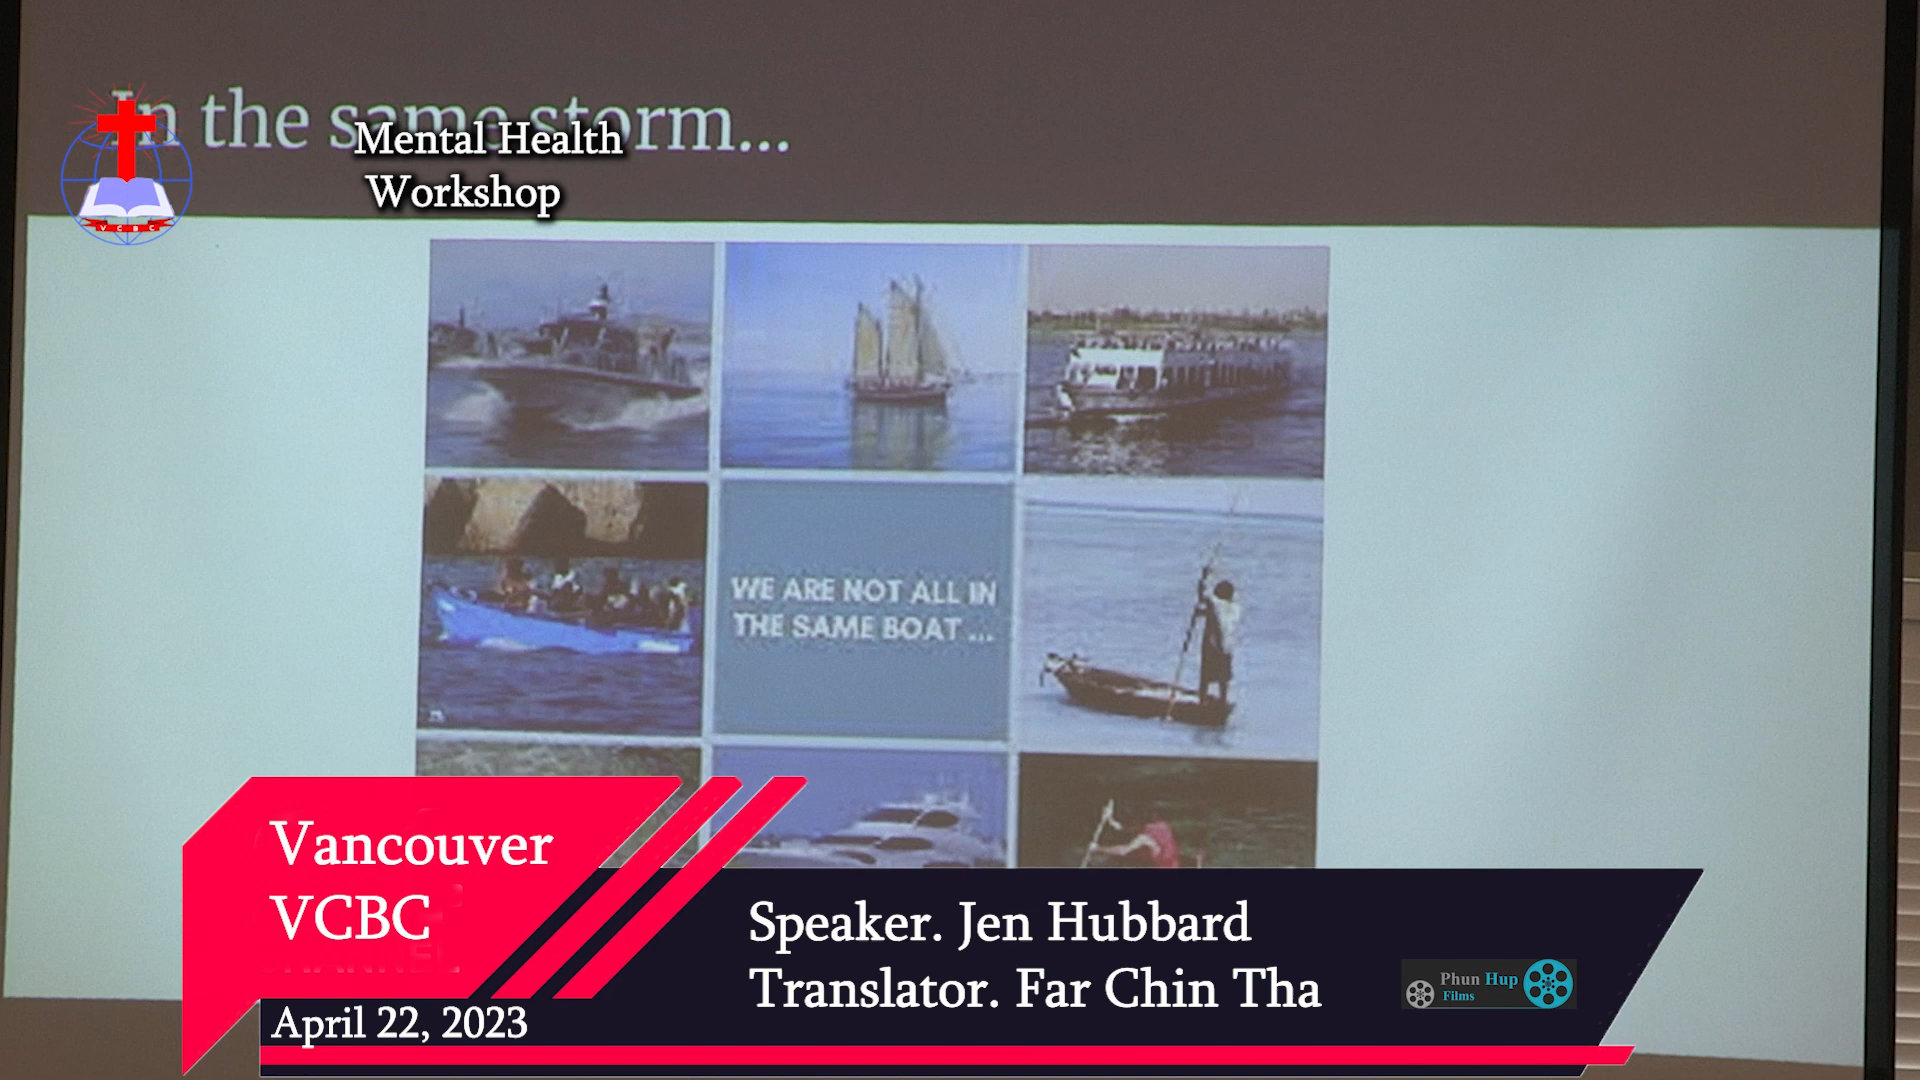 In the same storm...
Mental Health
Workshop
V C B C
WE ARE NOT ALL IN
THE SAME BOAT ...
Vancouver
VCBC
Speaker. Jen Hubbard
Translator. Far Chin Tha
Phun Hup
Films
April 22, 2023